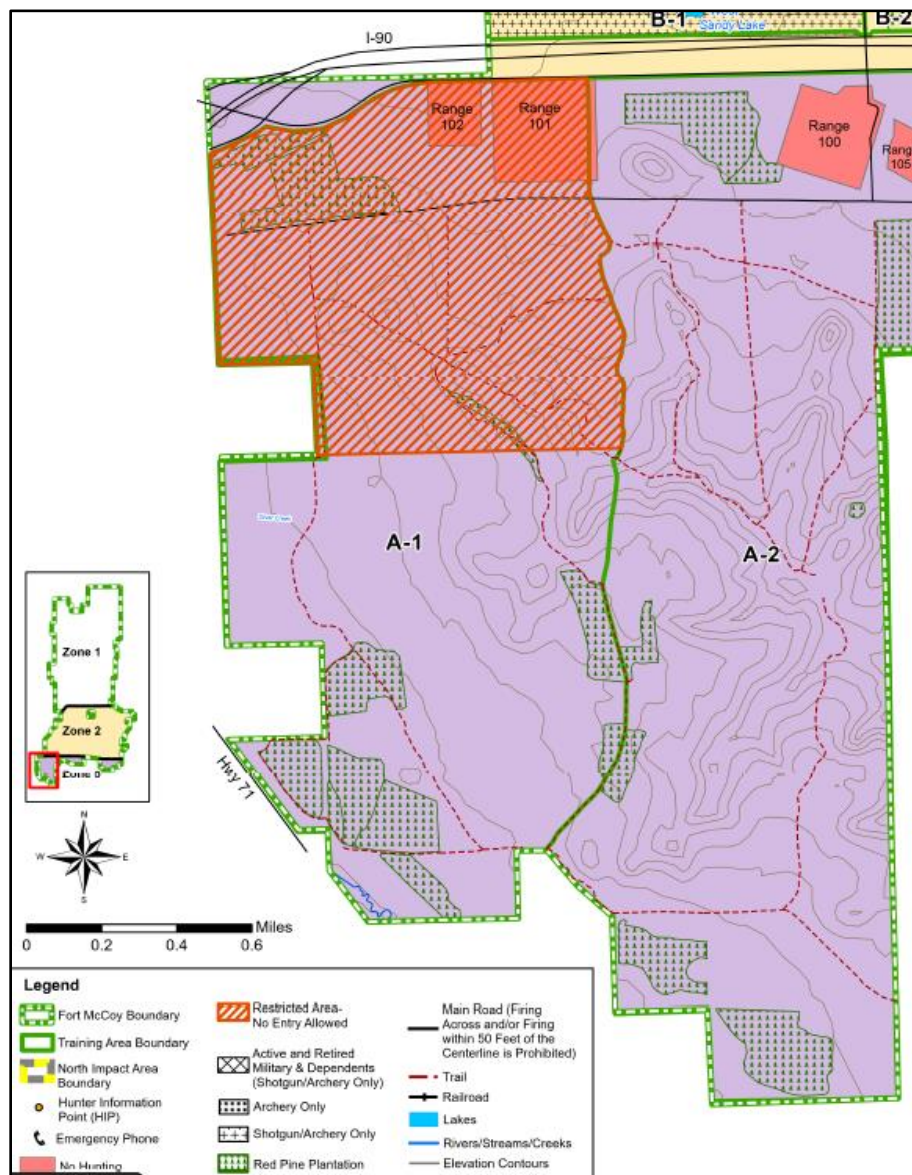 B-1
B-2
Sandy Lake
I-90
Range
102
Range
101
Range
100
Range
105
A-1
A-2
Zone 1
Zone 2
Hwy 71
N
W
E
S
Miles
0
0.2
0.4
0.6
Legend
Fort McCoy Boundary
Training Area Boundary
North Impact Area
Boundary
Hunter Information
Point (HIP)
Emergency Phone
No Hunting
Restricted Area-
No Entry Allowed
Active and Retired
Military & Dependents
(Shotgun/Archery Only)
Archery Only
Shotgun/Archery Only
Red Pine Plantation
Main Road (Firing
Across and/or Firing
within 50 Feet of the
Centerline is Prohibited)
Trail
Railroad
Lakes
Rivers/Streams/Creeks
Elevation Contours